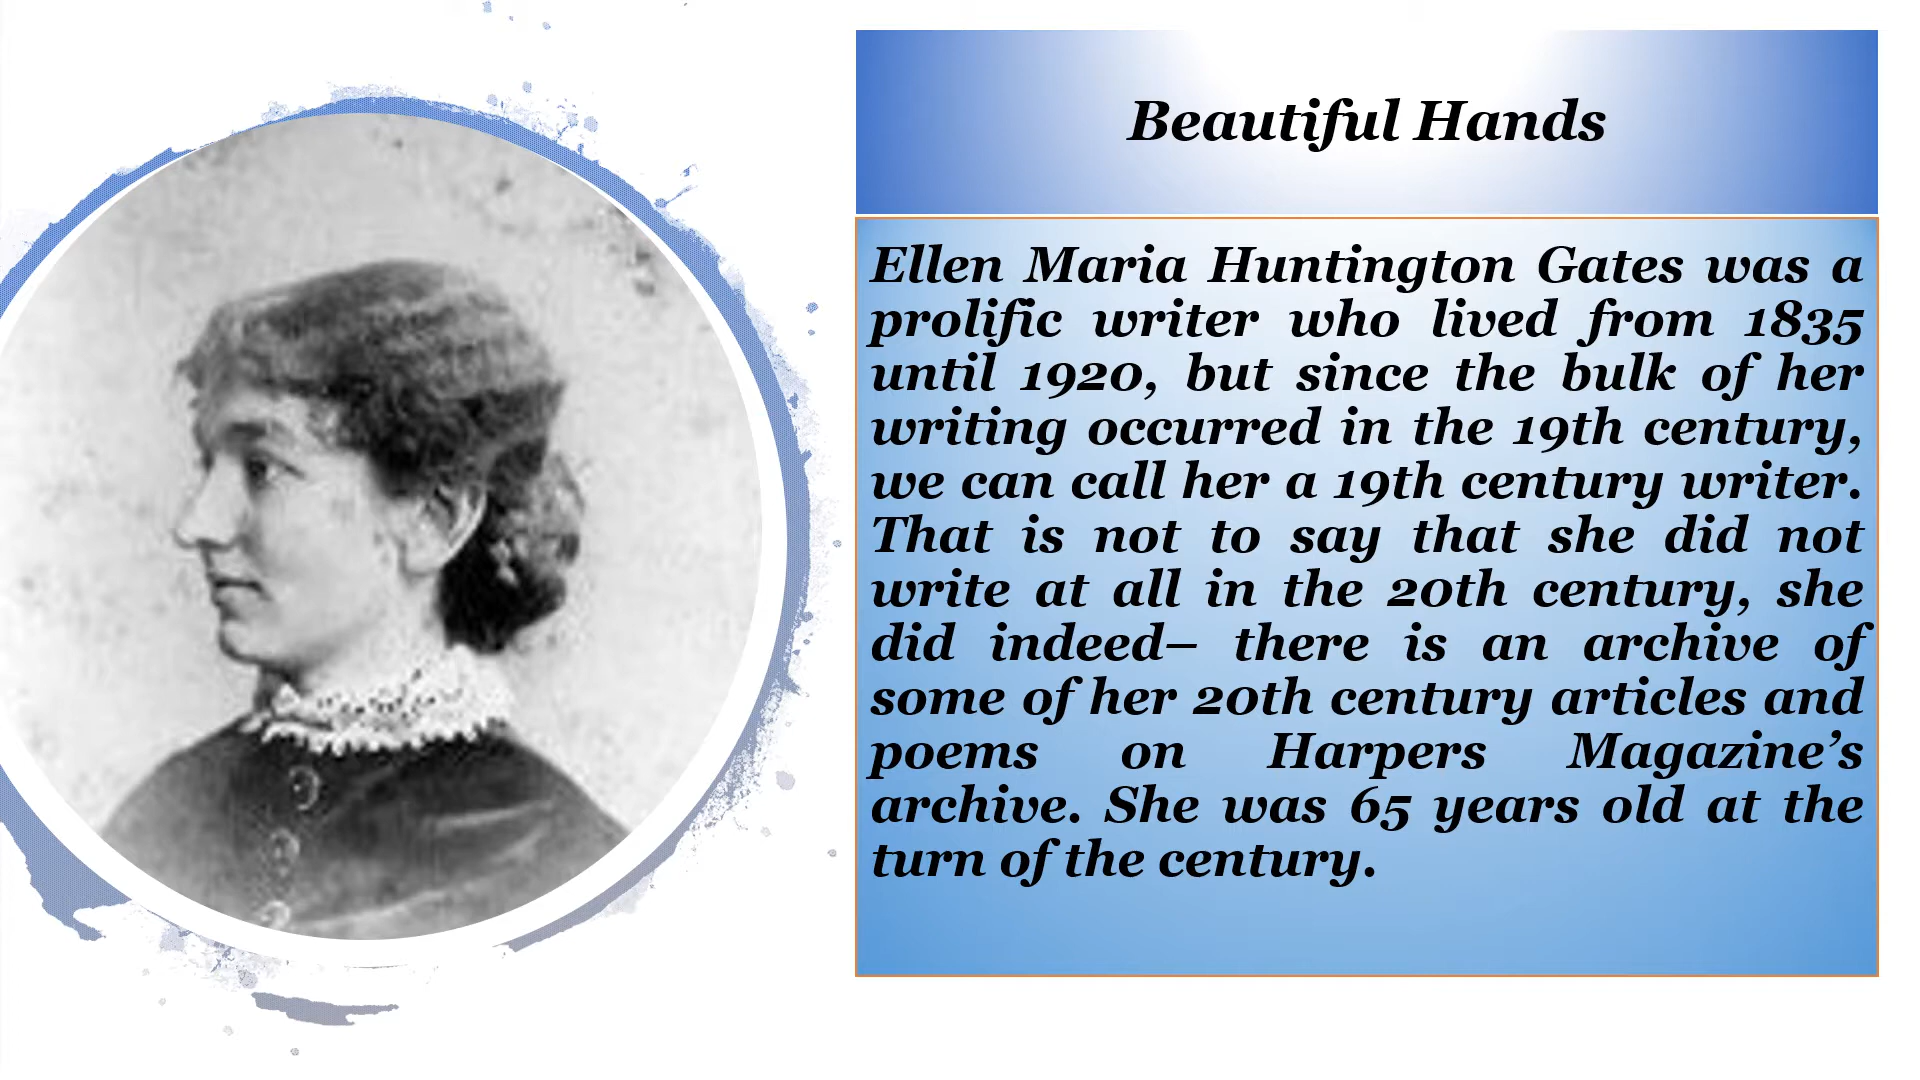 Beautiful Hands
Ellen Maria Huntington Gates was a
prolific writer who lived from 1835
until 1920, but since the bulk of her
writing occurred in the 19th century,
we can call her a 19th century writer.
That is not to say that she did not
write at all in the 20th century, she
did indeed– there is an archive of
some of her 20th century articles and
poems on Harpers Magazine’s
archive. She was 65 years old at the
turn of the century.